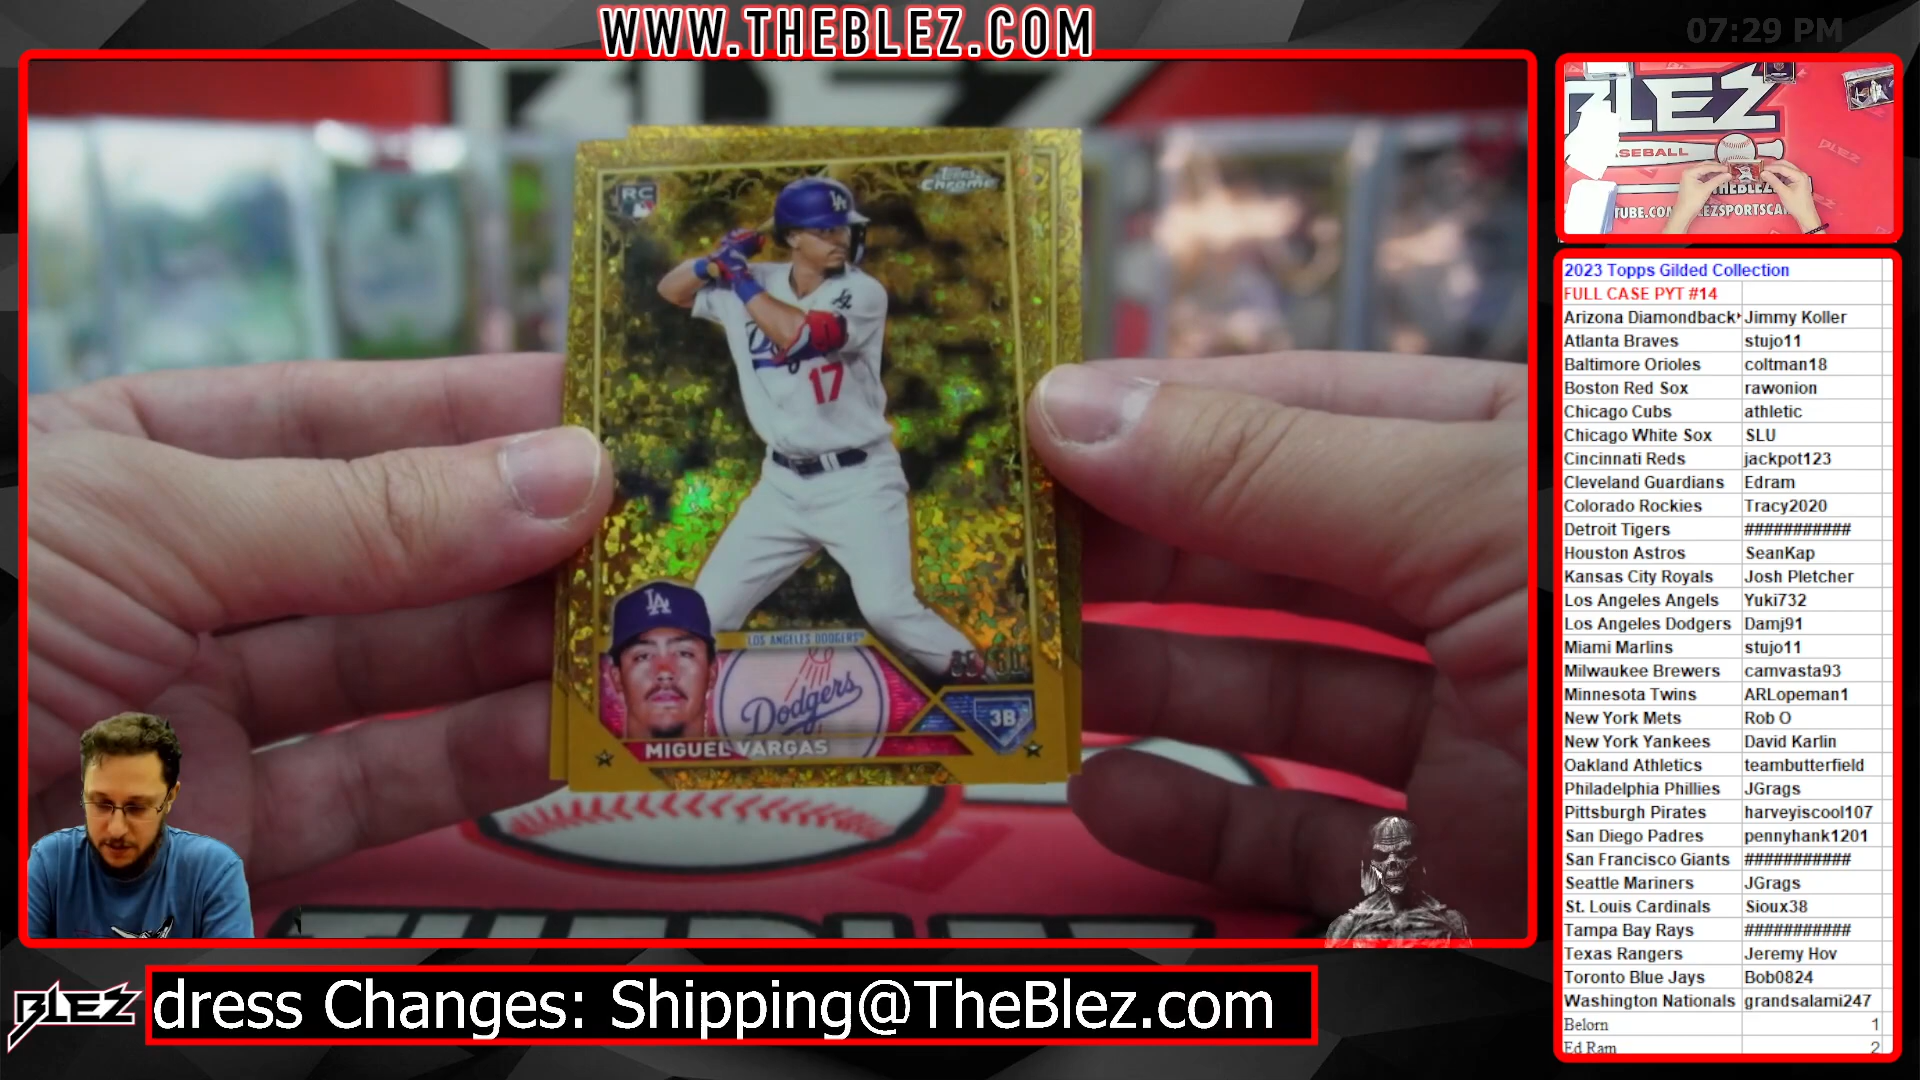 WWW.THEBLEZ.COM
07:29 PM
RC
Topps
Chrome
LA
17
LA
LOS ANGELES DODGERS®
Dodgers
3B
MIGUEL VARGAS
BLEZ
BASEBALL
THEBLEZ
2023 Topps Gilded Collection
FULL CASE PYT #14
Arizona Diamondback Jimmy Koller
Atlanta Braves stujo11
Baltimore Orioles coltman18
Boston Red Sox rawonion
Chicago Cubs athletic
Chicago White Sox SLU
Cincinnati Reds jackpot123
Cleveland Guardians Edram
Colorado Rockies Tracy2020
Detroit Tigers ###########
Houston Astros SeanKap
Kansas City Royals Josh Pletcher
Los Angeles Angels Yuki732
Los Angeles Dodgers Damj91
Miami Marlins stujo11
Milwaukee Brewers camvasta93
Minnesota Twins ARLopeman1
New York Mets Rob O
New York Yankees David Karlin
Oakland Athletics teambutterfield
Philadelphia Phillies JGrags
Pittsburgh Pirates harveyiscool107
San Diego Padres pennyhank1201
San Francisco Giants ###########
Seattle Mariners JGrags
St. Louis Cardinals Sioux38
Tampa Bay Rays ###########
Texas Rangers Jeremy Hov
Toronto Blue Jays Bob0824
Washington Nationals grandsalami247
Belorn 1
Ed Ram 2
BLEZ
dress Changes: Shipping@TheBlez.com